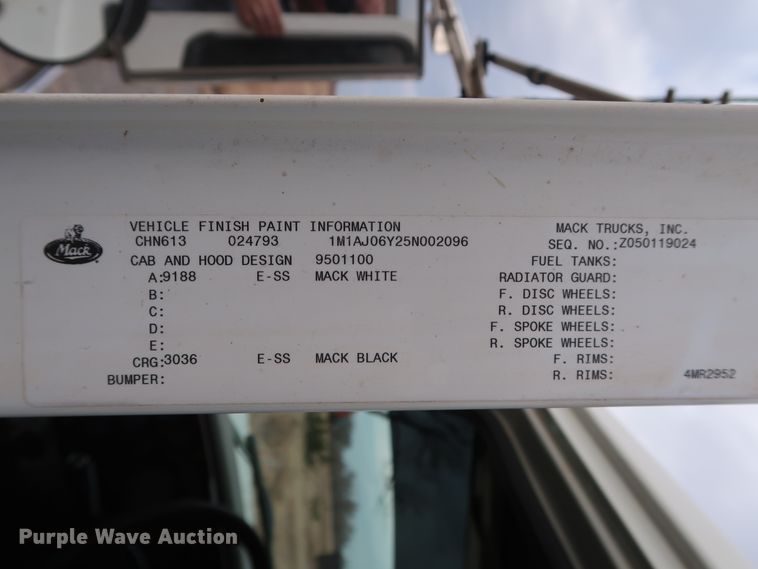 Mack
VEHICLE FINISH PAINT INFORMATION
CHN613 024793 1M1AJ06Y25N002096
CAB AND HOOD DESIGN 9501100
A:9188 E-SS MACK WHITE
B:
C:
D:
E:
CRG:3036 E-SS MACK BLACK
BUMPER:
MACK TRUCKS, INC.
SEQ. NO.:Z050119024
FUEL TANKS:
RADIATOR GUARD:
F. DISC WHEELS:
R. DISC WHEELS:
F. SPOKE WHEELS:
R. SPOKE WHEELS:
F. RIMS:
R. RIMS:
4MR2952
Purple Wave Auction